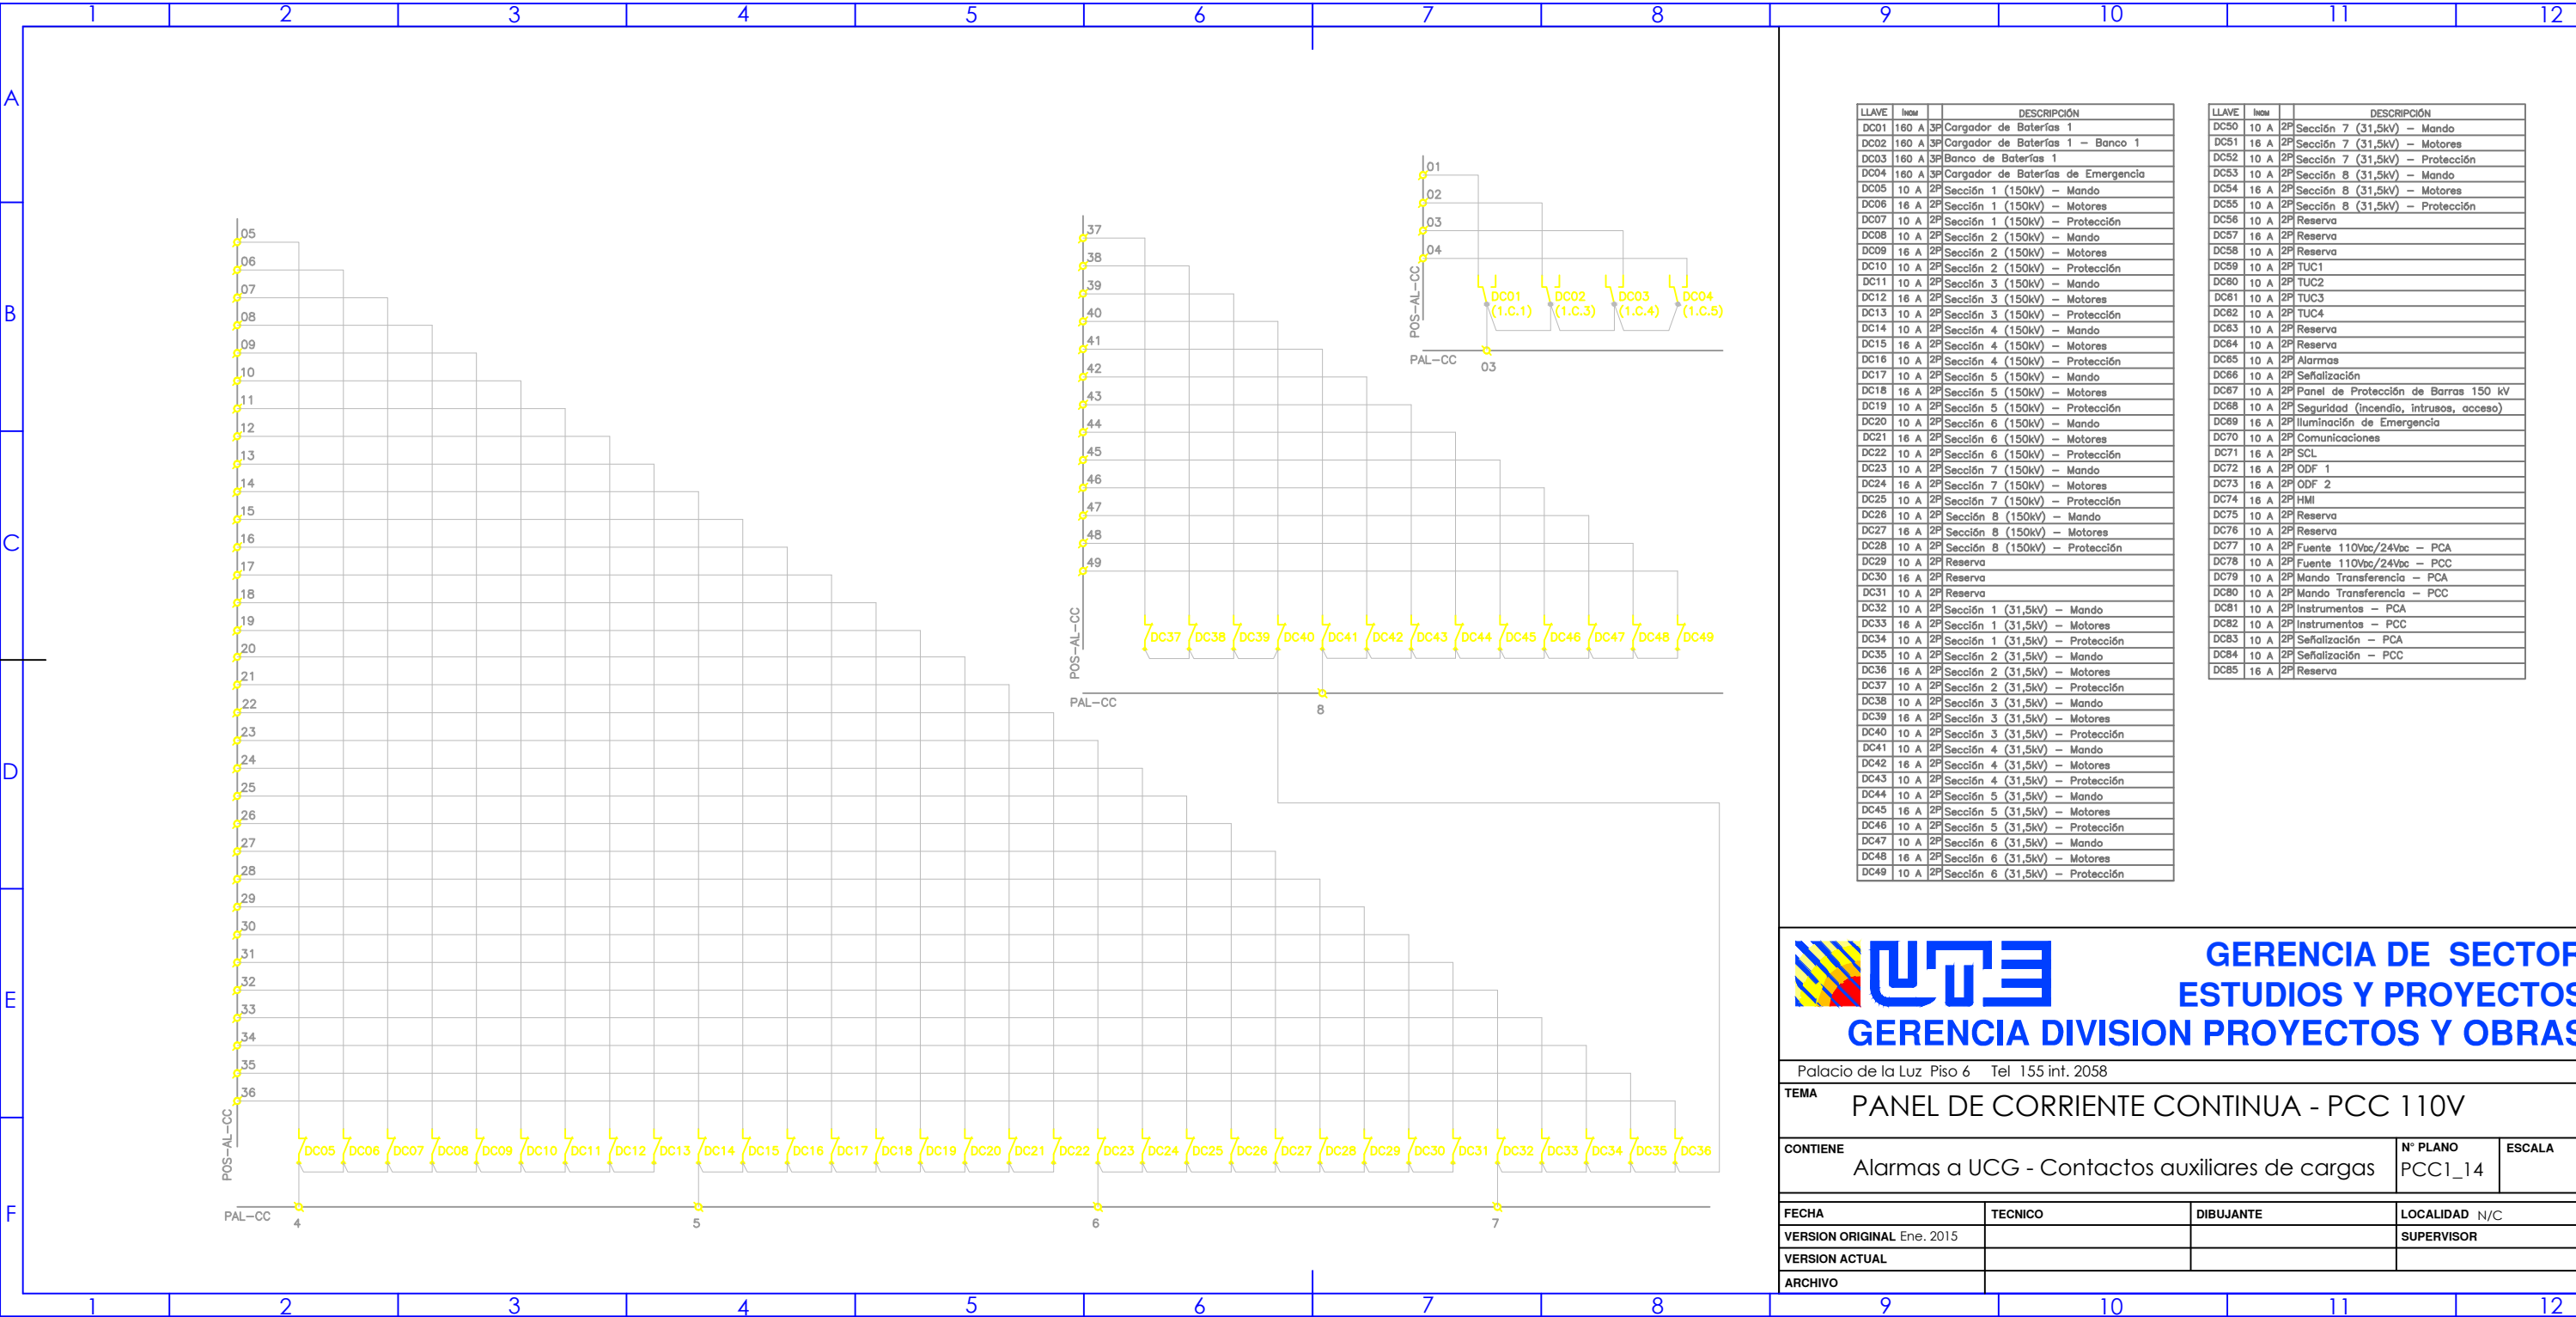 1 2 3 4 5 6 7 8 9 10 11 12
A
B
C
D
E
F
05
06
07
08
09
10
11
12
13
14
15
16
17
18
19
20
21
22
23
24
25
26
27
28
29
30
31
32
33
34
35
36
POS-AL-CC
DC05 DC06 DC07 DC08 DC09 DC10 DC11 DC12 DC13 DC14 DC15 DC16 DC17 DC18 DC19 DC20 DC21 DC22 DC23 DC24 DC25 DC26 DC27 DC28 DC29 DC30 DC31 DC32 DC33 DC34 DC35 DC36
PAL-CC
4 5 6 7
37
38
39
40
41
42
43
44
45
46
47
48
49
POS-AL-CC
DC37 DC38 DC39 DC40 DC41 DC42 DC43 DC44 DC45 DC46 DC47 DC48 DC49
PAL-CC
8
01
02
03
04
POS-AL-CC
DC01 DC02 DC03 DC04
(1.C.1) (1.C.3) (1.C.4) (1.C.5)
PAL-CC
03
LLAVE INOM DESCRIPCIÓN
DC01 160 A 3P Cargador de Baterías 1
DC02 160 A 3P Cargador de Baterías 1 - Banco 1
DC03 160 A 3P Banco de Baterías 1
DC04 160 A 3P Cargador de Baterías de Emergencia
DC05 10 A 2P Sección 1 (150kV) - Mando
DC06 16 A 2P Sección 1 (150kV) - Motores
DC07 10 A 2P Sección 1 (150kV) - Protección
DC08 10 A 2P Sección 2 (150kV) - Mando
DC09 16 A 2P Sección 2 (150kV) - Motores
DC10 10 A 2P Sección 2 (150kV) - Protección
DC11 10 A 2P Sección 3 (150kV) - Mando
DC12 16 A 2P Sección 3 (150kV) - Motores
DC13 10 A 2P Sección 3 (150kV) - Protección
DC14 10 A 2P Sección 4 (150kV) - Mando
DC15 16 A 2P Sección 4 (150kV) - Motores
DC16 10 A 2P Sección 4 (150kV) - Protección
DC17 10 A 2P Sección 5 (150kV) - Mando
DC18 16 A 2P Sección 5 (150kV) - Motores
DC19 10 A 2P Sección 5 (150kV) - Protección
DC20 10 A 2P Sección 6 (150kV) - Mando
DC21 16 A 2P Sección 6 (150kV) - Motores
DC22 10 A 2P Sección 6 (150kV) - Protección
DC23 10 A 2P Sección 7 (150kV) - Mando
DC24 16 A 2P Sección 7 (150kV) - Motores
DC25 10 A 2P Sección 7 (150kV) - Protección
DC26 10 A 2P Sección 8 (150kV) - Mando
DC27 16 A 2P Sección 8 (150kV) - Motores
DC28 10 A 2P Sección 8 (150kV) - Protección
DC29 10 A 2P Reserva
DC30 16 A 2P Reserva
DC31 10 A 2P Reserva
DC32 10 A 2P Sección 1 (31,5kV) - Mando
DC33 16 A 2P Sección 1 (31,5kV) - Motores
DC34 10 A 2P Sección 1 (31,5kV) - Protección
DC35 10 A 2P Sección 2 (31,5kV) - Mando
DC36 16 A 2P Sección 2 (31,5kV) - Motores
DC37 10 A 2P Sección 2 (31,5kV) - Protección
DC38 10 A 2P Sección 3 (31,5kV) - Mando
DC39 16 A 2P Sección 3 (31,5kV) - Motores
DC40 10 A 2P Sección 3 (31,5kV) - Protección
DC41 10 A 2P Sección 4 (31,5kV) - Mando
DC42 16 A 2P Sección 4 (31,5kV) - Motores
DC43 10 A 2P Sección 4 (31,5kV) - Protección
DC44 10 A 2P Sección 5 (31,5kV) - Mando
DC45 16 A 2P Sección 5 (31,5kV) - Motores
DC46 10 A 2P Sección 5 (31,5kV) - Protección
DC47 10 A 2P Sección 6 (31,5kV) - Mando
DC48 16 A 2P Sección 6 (31,5kV) - Motores
DC49 10 A 2P Sección 6 (31,5kV) - Protección
LLAVE INOM DESCRIPCIÓN
DC50 10 A 2P Sección 7 (31,5kV) - Mando
DC51 16 A 2P Sección 7 (31,5kV) - Motores
DC52 10 A 2P Sección 7 (31,5kV) - Protección
DC53 10 A 2P Sección 8 (31,5kV) - Mando
DC54 16 A 2P Sección 8 (31,5kV) - Motores
DC55 10 A 2P Sección 8 (31,5kV) - Protección
DC56 10 A 2P Reserva
DC57 16 A 2P Reserva
DC58 10 A 2P Reserva
DC59 10 A 2P TUC1
DC60 10 A 2P TUC2
DC61 10 A 2P TUC3
DC62 10 A 2P TUC4
DC63 10 A 2P Reserva
DC64 10 A 2P Reserva
DC65 10 A 2P Alarmas
DC66 10 A 2P Señalización
DC67 10 A 2P Panel de Protección de Barras 150 kV
DC68 10 A 2P Seguridad (incendio, intrusos, acceso)
DC69 16 A 2P Iluminación de Emergencia
DC70 10 A 2P Comunicaciones
DC71 16 A 2P SCL
DC72 16 A 2P ODF 1
DC73 16 A 2P ODF 2
DC74 16 A 2P HMI
DC75 10 A 2P Reserva
DC76 10 A 2P Reserva
DC77 10 A 2P Fuente 110VDC/24VDC - PCA
DC78 10 A 2P Fuente 110VDC/24VDC - PCC
DC79 10 A 2P Mando Transferencia - PCA
DC80 10 A 2P Mando Transferencia - PCC
DC81 10 A 2P Instrumentos - PCA
DC82 10 A 2P Instrumentos - PCC
DC83 10 A 2P Señalización - PCA
DC84 10 A 2P Señalización - PCC
DC85 16 A 2P Reserva
UTE
GERENCIA DE SECTOR
ESTUDIOS Y PROYECTOS
GERENCIA DIVISION PROYECTOS Y OBRAS
Palacio de la Luz Piso 6 Tel 155 int. 2058
TEMA PANEL DE CORRIENTE CONTINUA - PCC 110V
CONTIENE Alarmas a UCG - Contactos auxiliares de cargas
N° PLANO PCC1_14
ESCALA
FECHA TECNICO DIBUJANTE LOCALIDAD N/C
VERSION ORIGINAL Ene. 2015 SUPERVISOR
VERSION ACTUAL
ARCHIVO
1 2 3 4 5 6 7 8 9 10 11 12